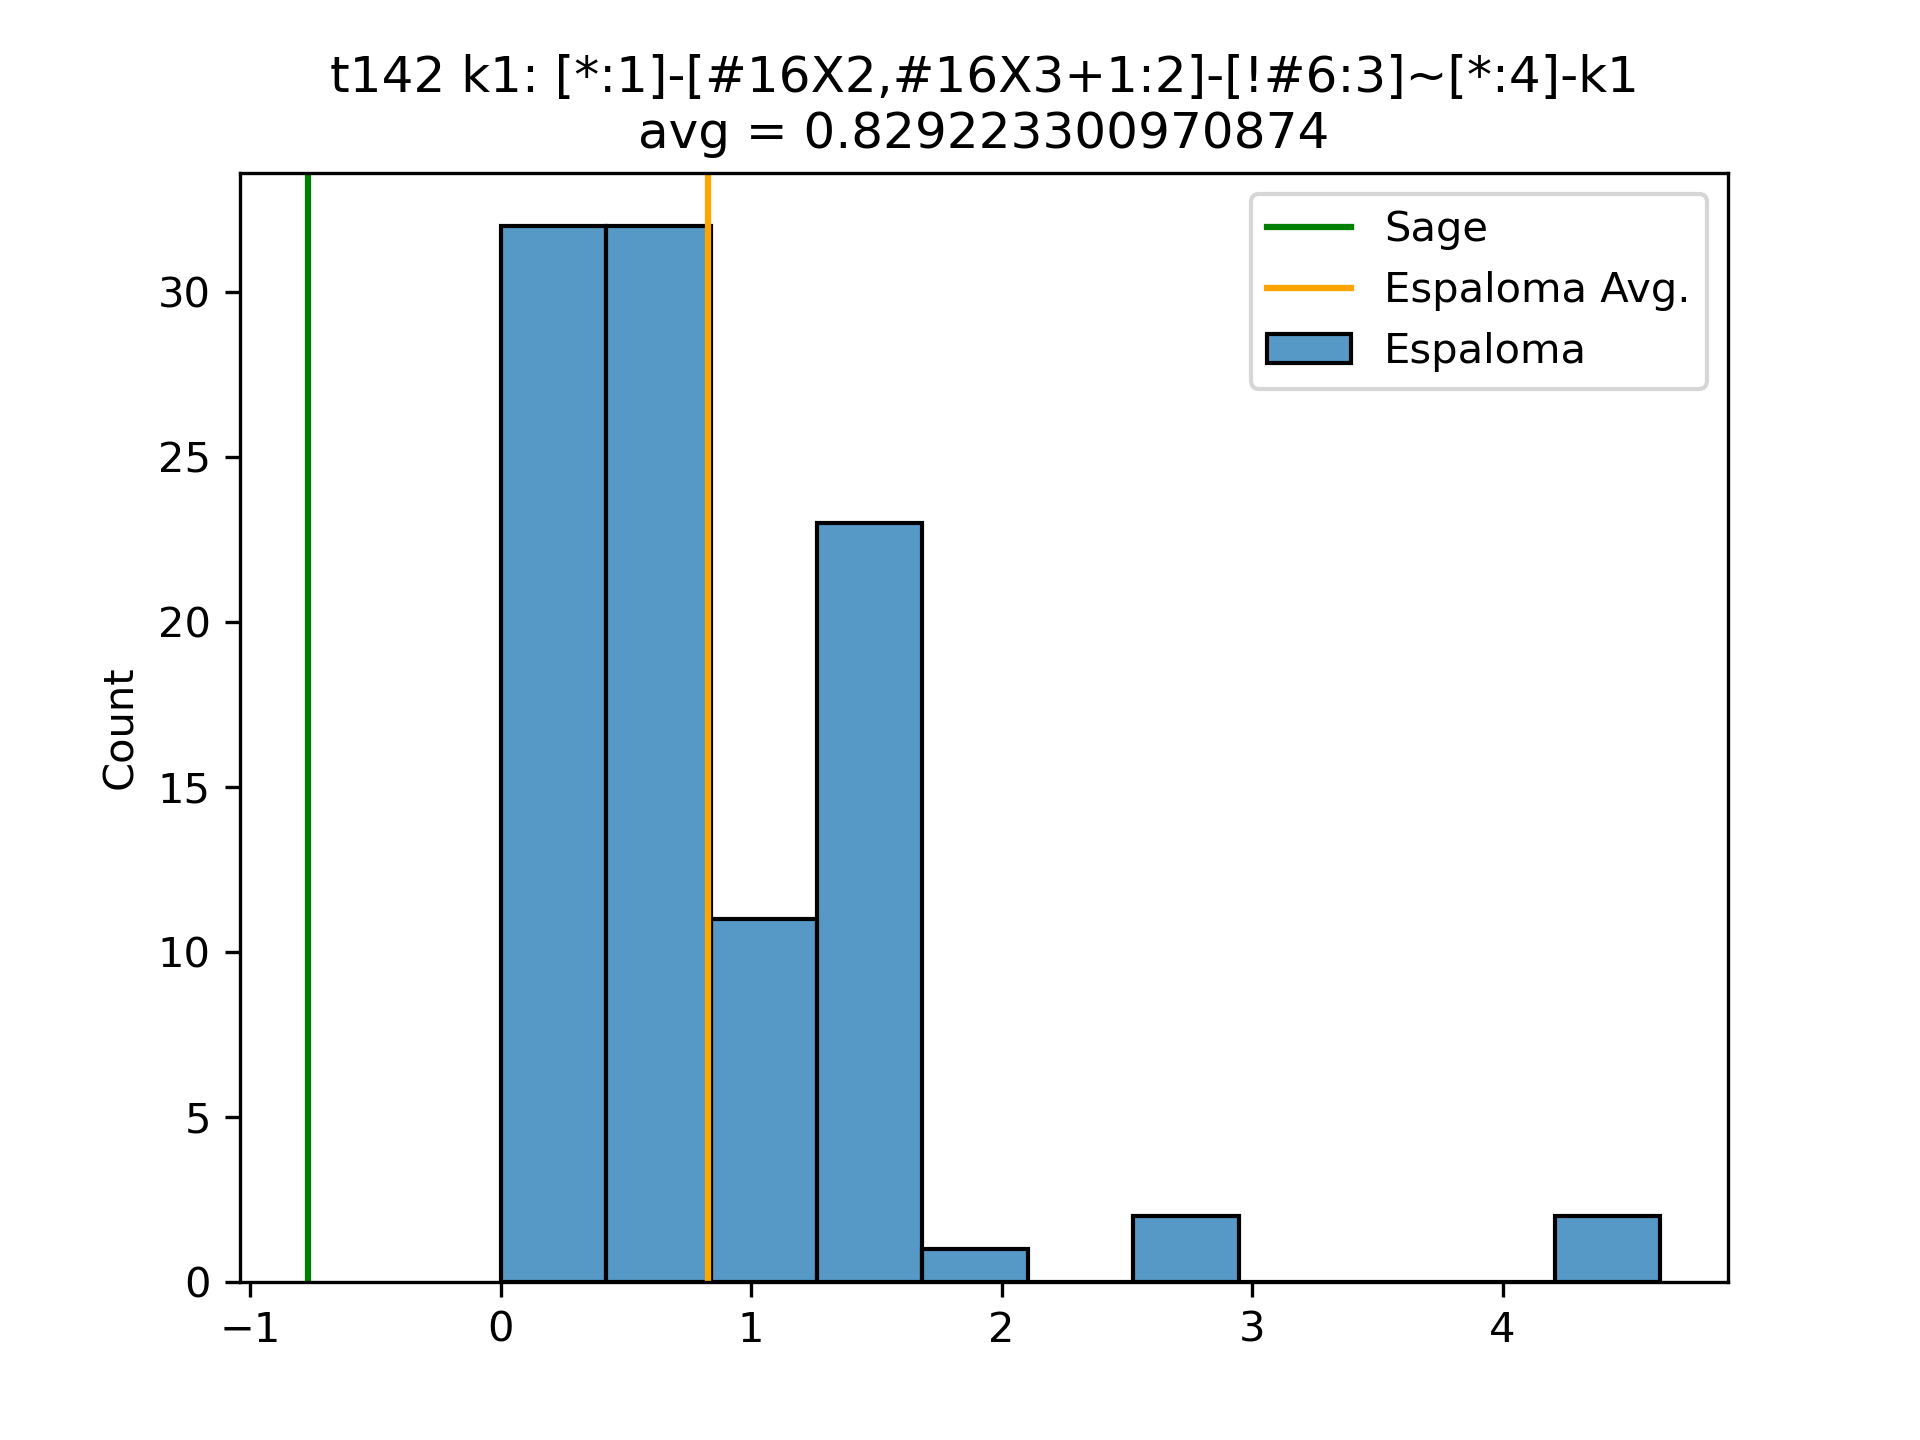 t142 k1: [*:1]-[#16X2,#16X3+1:2]-[!#6:3]~[*:4]-k1
avg = 0.829223300970874
Sage
Espaloma Avg.
Espaloma
Count
30
25
20
15
10
5
0
−1
0
1
2
3
4